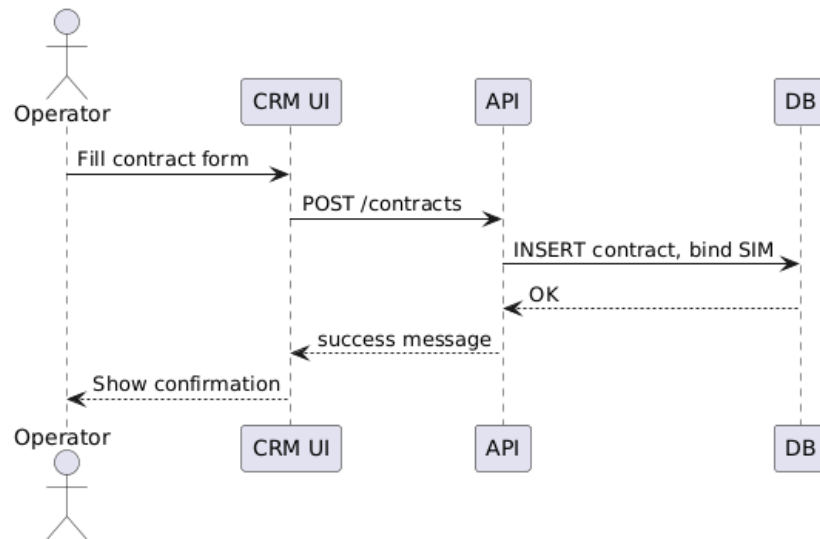 Operator
CRM UI
API
DB
Fill contract form
POST /contracts
INSERT contract, bind SIM
OK
success message
Show confirmation
Operator
CRM UI
API
DB